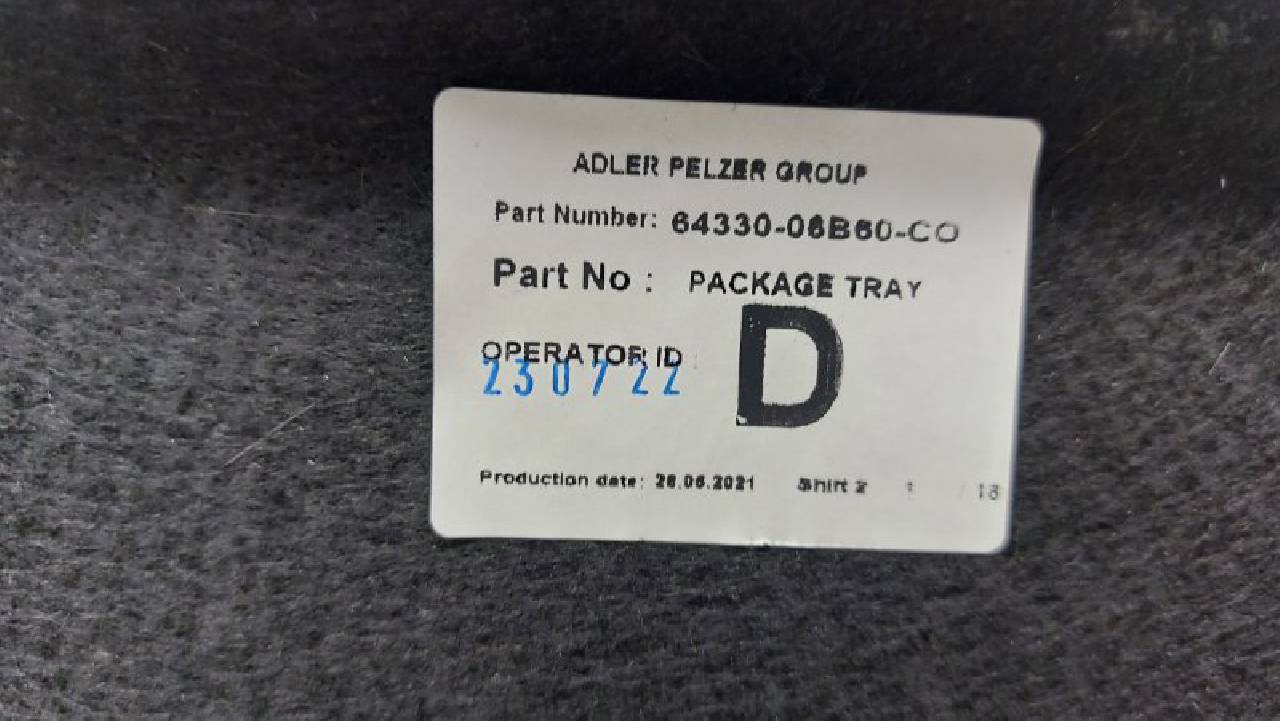 ADLER PELZER GROUP
Part Number: 64330-06B60-CO
Part No : PACKAGE TRAY
D
OPERATOR ID
230722
Production date: 28.06.2021 Shift 2 1 / 18